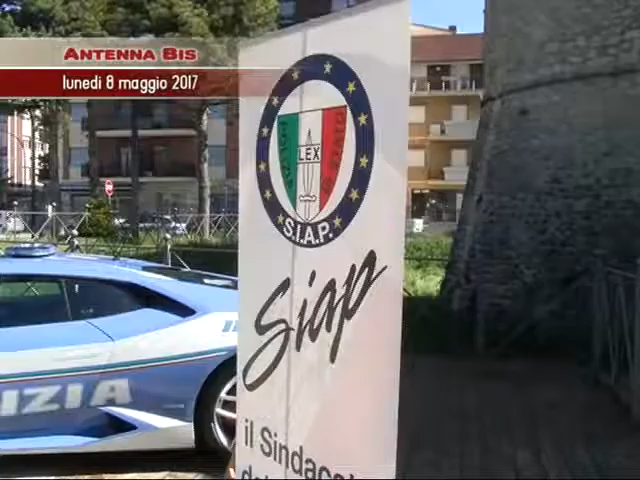 ANTENNA BIS
lunedì 8 maggio 2017
LEX
S.I.A.P.
Siap
IZIA
il Sindaca